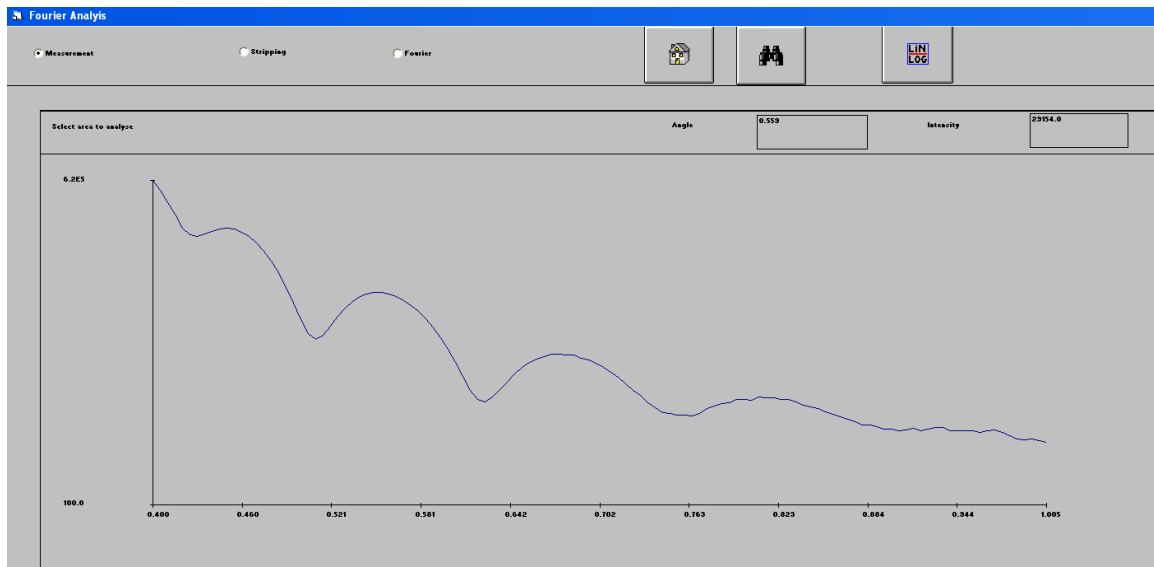 Fourier Analyis
Measurement Stripping Fourier LiN
LOG
Select area to analyse Angle 0.559 Intensity 29154.0
6.2E5
100.0
0.400 0.460 0.521 0.581 0.642 0.702 0.763 0.823 0.884 0.944 1.005